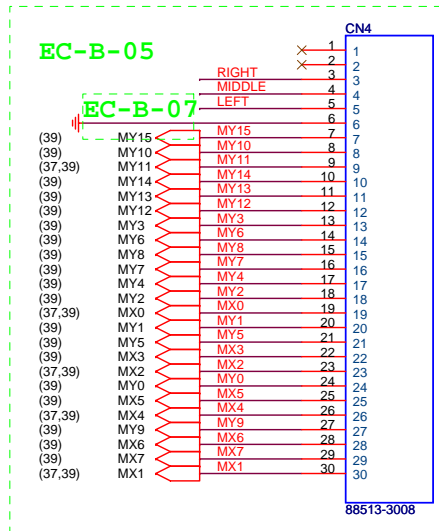 CN4
EC-B-05
1 1
2 2
RIGHT 3 3
MIDDLE 4 4
LEFT 5 5
EC-B-07
6 6
(39) MY15 MY15 7 7
(39) MY10 MY10 8 8
(37,39) MY11 MY11 9 9
(39) MY14 MY14 10 10
(39) MY13 MY13 11 11
(39) MY12 MY12 12 12
(39) MY3 MY3 13 13
(39) MY6 MY6 14 14
(39) MY8 MY8 15 15
(39) MY7 MY7 16 16
(39) MY4 MY4 17 17
(39) MY2 MY2 18 18
(37,39) MX0 MX0 19 19
(39) MY1 MY1 20 20
(39) MY5 MY5 21 21
(39) MX3 MX3 22 22
(37,39) MX2 MX2 23 23
(39) MY0 MY0 24 24
(39) MX5 MX5 25 25
(37,39) MX4 MX4 26 26
(39) MY9 MY9 27 27
(39) MX6 MX6 28 28
(39) MX7 MX7 29 29
(37,39) MX1 MX1 30 30
88513-3008